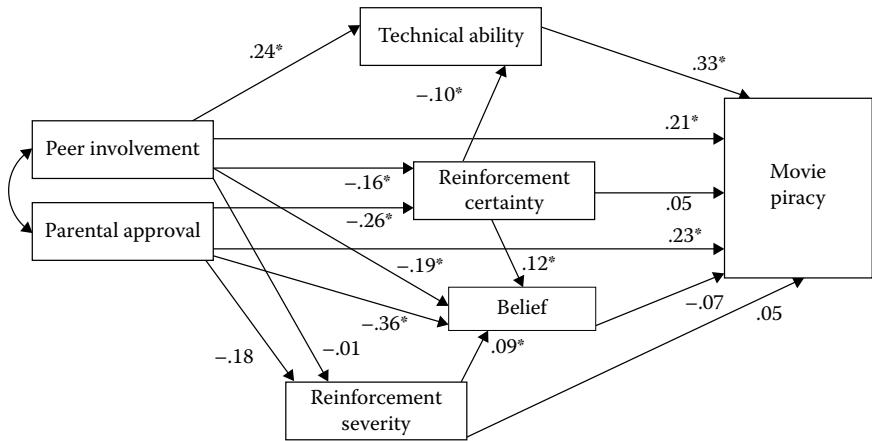 Technical ability
.24*
.33*
–.10*
Peer involvement
.21*
Movie
piracy
–.16*
Reinforcement
certainty
.05
–.26*
Parental approval
.23*
–.19*
.12*
Belief
–.07
–.36*
.05
–.18
–.01
.09*
Reinforcement
severity